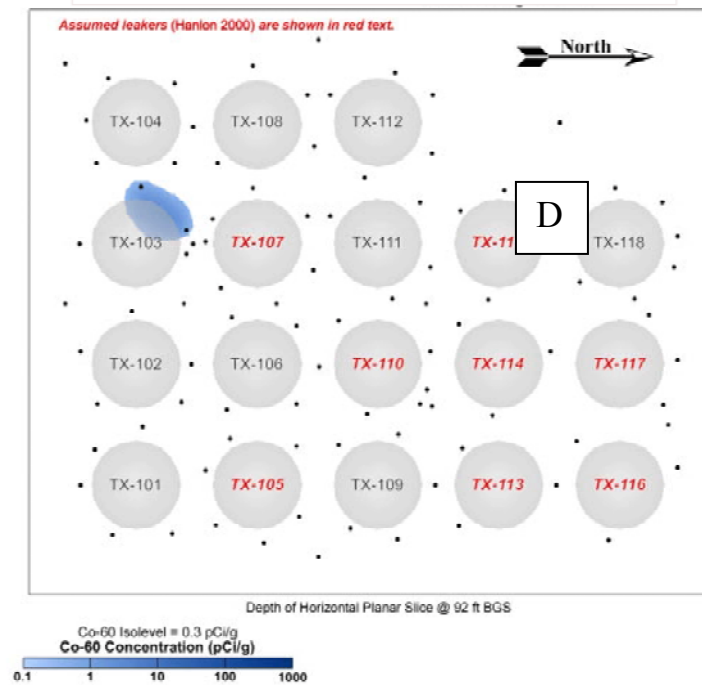 Assumed leakers (Hanlon 2000) are shown in red text.
North
TX-104 TX-108 TX-112
D
TX-103 TX-107 TX-111 TX-11 TX-118
TX-102 TX-106 TX-110 TX-114 TX-117
TX-101 TX-105 TX-109 TX-113 TX-116
Depth of Horizontal Planar Slice @ 92 ft BGS
Co-60 Isolevel = 0.3 pCi/g
Co-60 Concentration (pCi/g)
0.1 1 10 100 1000